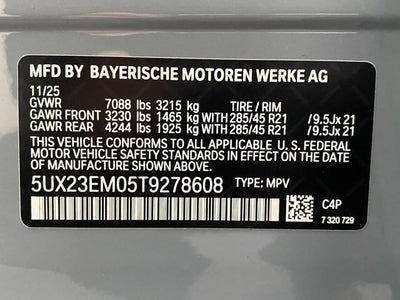 MFD BY BAYERISCHE MOTOREN WERKE AG
11/25
GVWR 7088 lbs 3215 kg TIRE / RIM
GAWR FRONT 3230 lbs 1465 kg WITH 285/45 R21 / 9.5Jx 21
GAWR REAR 4244 lbs 1925 kg WITH 285/45 R21 / 9.5Jx 21
THIS VEHICLE CONFORMS TO ALL APPLICABLE U. S. FEDERAL
MOTOR VEHICLE SAFETY STANDARDS IN EFFECT ON THE
DATE OF MANUFACTURE SHOWN ABOVE.
5UX23EM05T9278608 TYPE: MPV
C4P
7 320 729